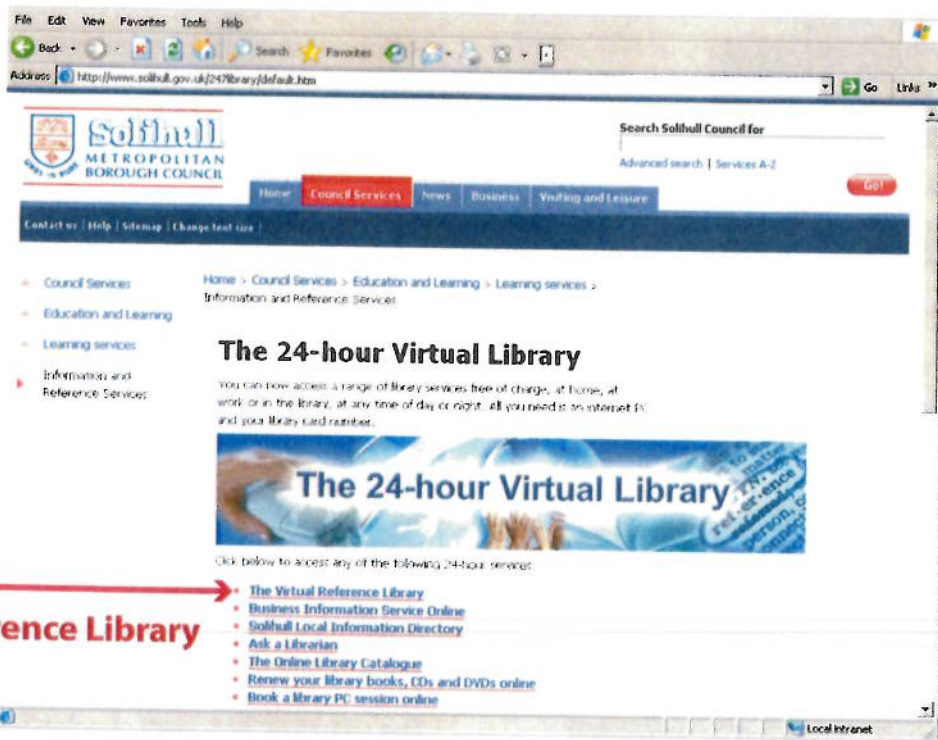 File Edit View Favorites Tools Help
Back Search Favorites
Address http://www.solihull.gov.uk/247library/default.htm Go Links »
Solihull
METROPOLITAN
BOROUGH COUNCIL
Search Solihull Council for
Advanced search | Services A-Z
Go!
Home Council Services News Business Visiting and Leisure
Contact us | Help | Sitemap | Change text size |
Council Services
Education and Learning
Learning services
Information and
Reference Services
Home > Council Services > Education and Learning > Learning services >
Information and Reference Services
The 24-hour Virtual Library
You can now access a range of library services free of charge, at home, at
work or in the library, at any time of day or night. All you need is an internet PC
and your library card number.
The 24-hour Virtual Library
to
matter
ref·er·ence
person,
connect
Click below to access any of the following 24-hour services
• The Virtual Reference Library
• Business Information Service Online
• Solihull Local Information Directory
• Ask a Librarian
• The Online Library Catalogue
• Renew your library books, CDs and DVDs online
• Book a library PC session online
rence Library
Local intranet